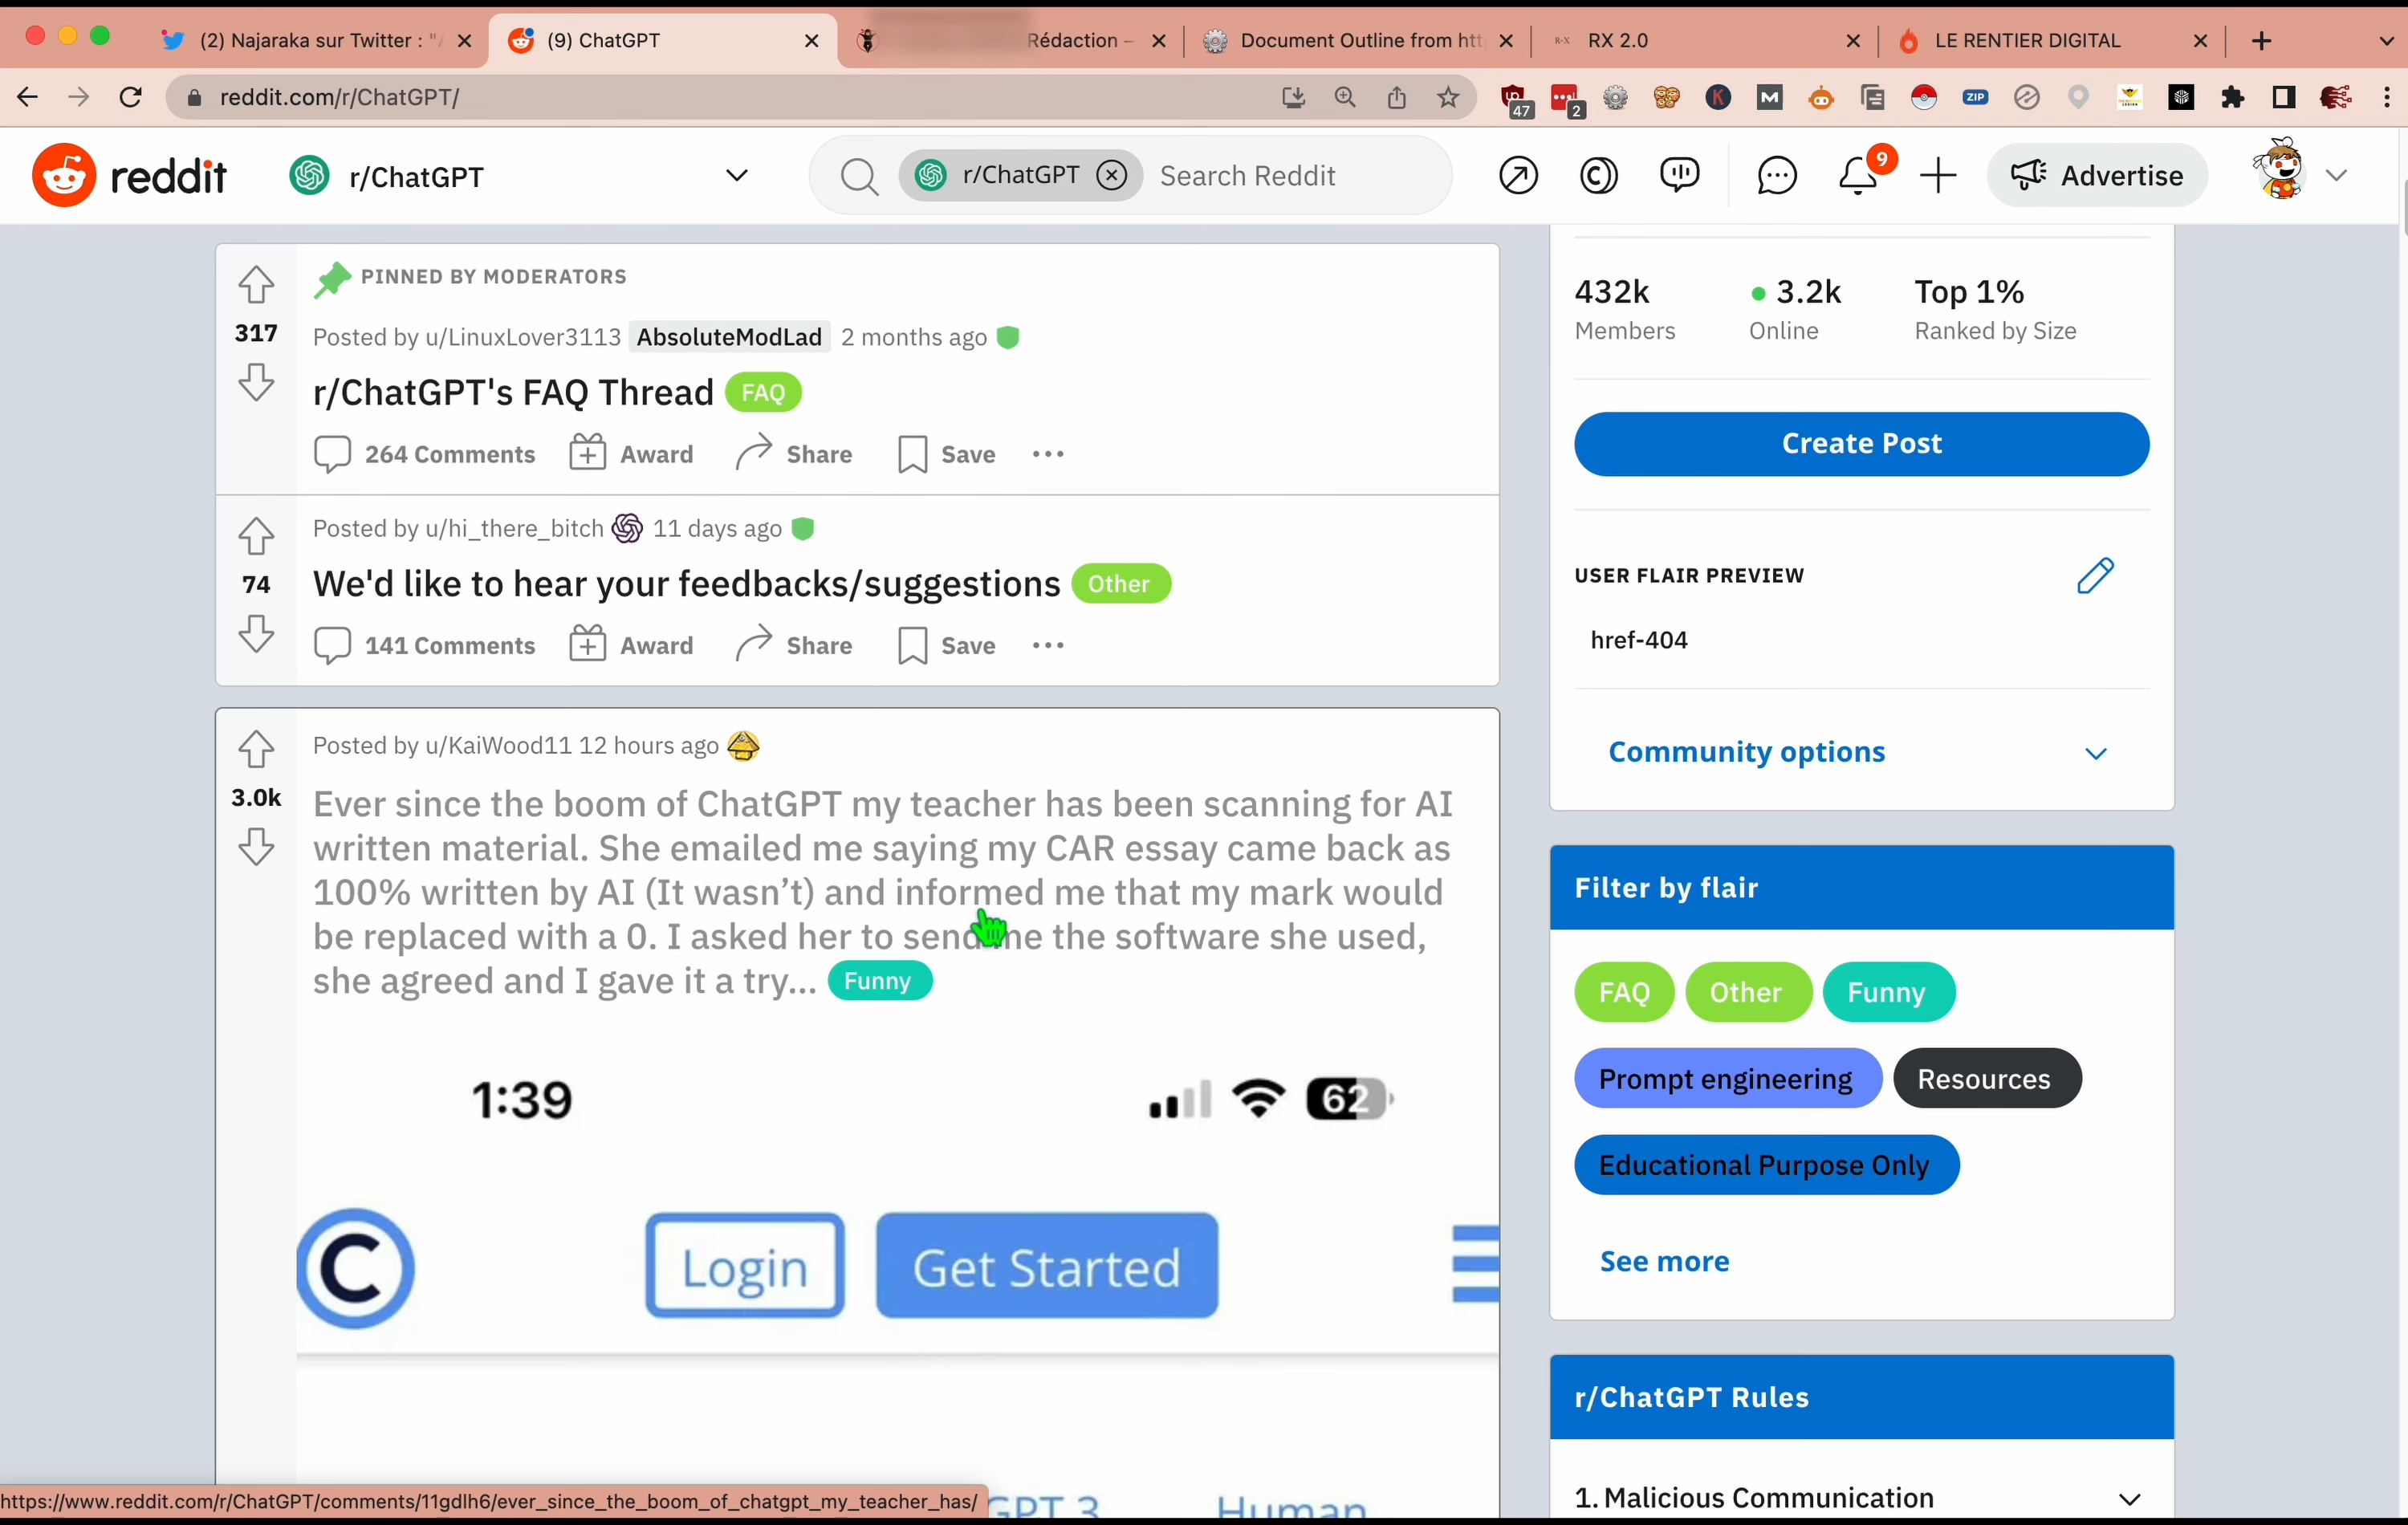 (2) Najaraka sur Twitter : "
(9) ChatGPT
Rédaction –
Document Outline from htt
R-X RX 2.0
LE RENTIER DIGITAL
reddit.com/r/ChatGPT/
47
2
ZIP
reddit
r/ChatGPT
r/ChatGPT
Search Reddit
9
Advertise
PINNED BY MODERATORS
317
Posted by u/LinuxLover3113 AbsoluteModLad 2 months ago
r/ChatGPT's FAQ Thread FAQ
264 Comments Award Share Save
Posted by u/hi_there_bitch 11 days ago
74
We'd like to hear your feedbacks/suggestions Other
141 Comments Award Share Save
Posted by u/KaiWood11 12 hours ago
3.0k
Ever since the boom of ChatGPT my teacher has been scanning for AI
written material. She emailed me saying my CAR essay came back as
100% written by AI (It wasn’t) and informed me that my mark would
be replaced with a 0. I asked her to send me the software she used,
she agreed and I gave it a try... Funny
1:39
62
C
Login
Get Started
GPT 3
Human
https://www.reddit.com/r/ChatGPT/comments/11gdlh6/ever_since_the_boom_of_chatgpt_my_teacher_has/
432k
Members
3.2k
Online
Top 1%
Ranked by Size
Create Post
USER FLAIR PREVIEW
href-404
Community options
Filter by flair
FAQ Other Funny
Prompt engineering Resources
Educational Purpose Only
See more
r/ChatGPT Rules
1. Malicious Communication